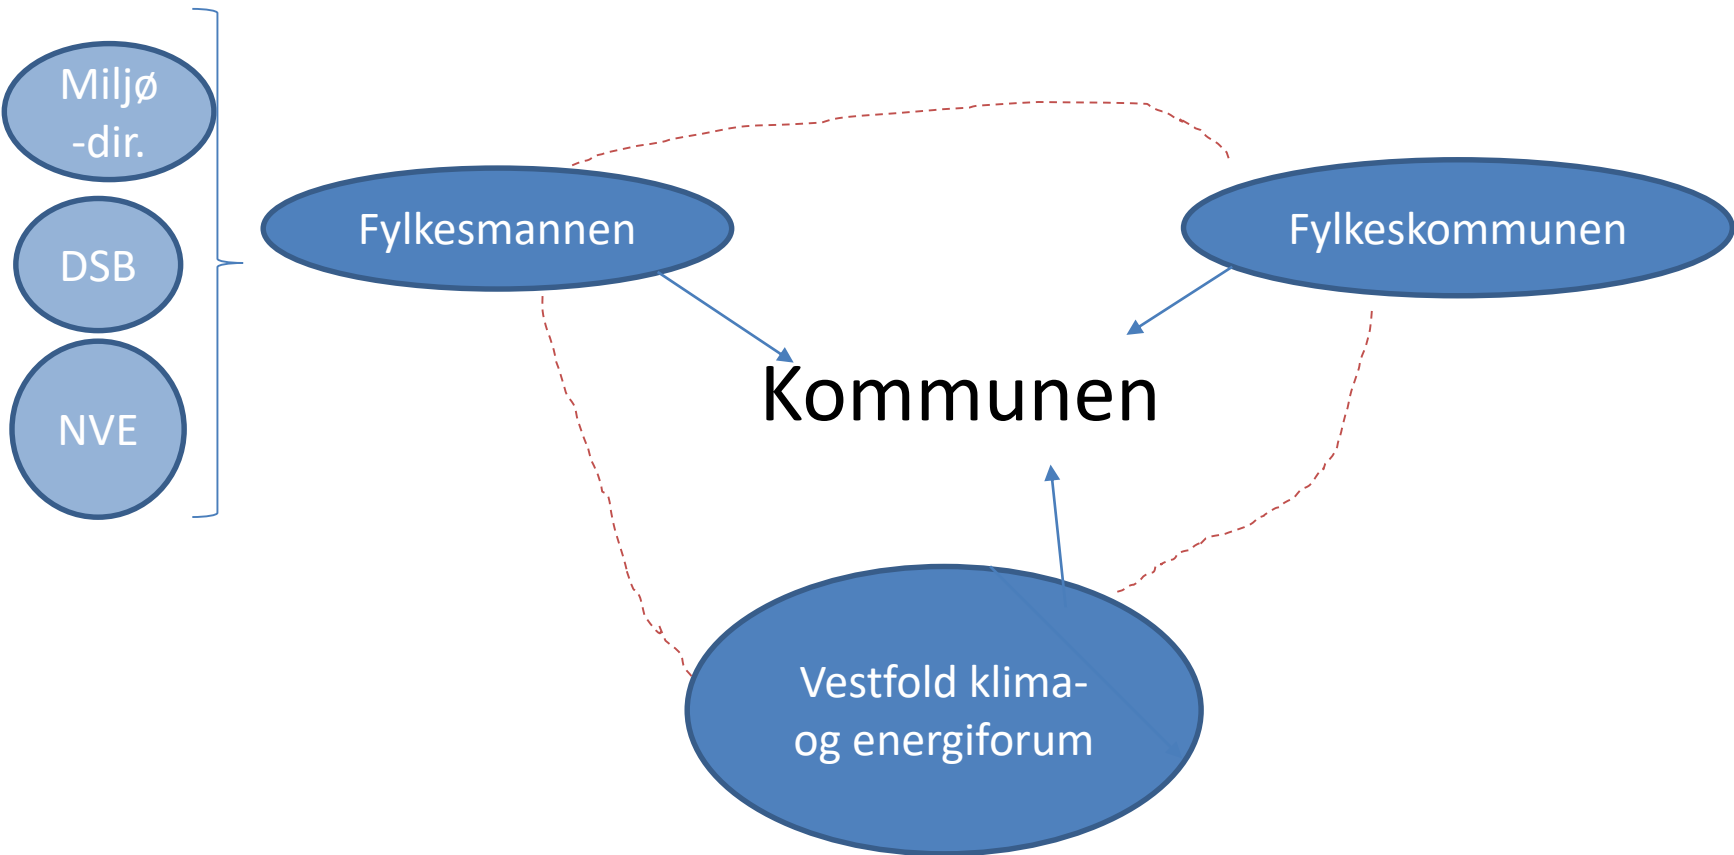 Miljø
-dir.
DSB
NVE
Fylkesmannen
Fylkeskommunen
Kommunen
Vestfold klima-
og energiforum